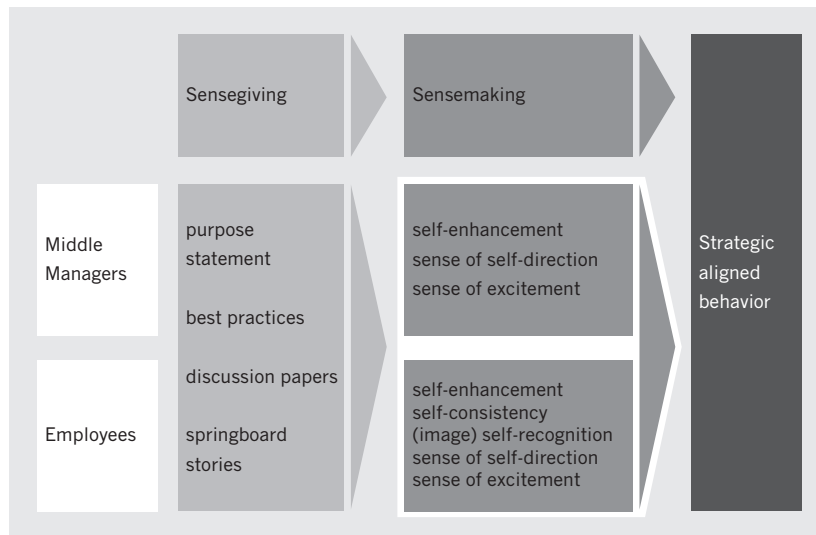 Sensegiving
Sensemaking
Middle
Managers
purpose
statement
best practices
discussion papers
springboard
stories
self-enhancement
sense of self-direction
sense of excitement
Strategic
aligned
behavior
Employees
self-enhancement
self-consistency
(image) self-recognition
sense of self-direction
sense of excitement